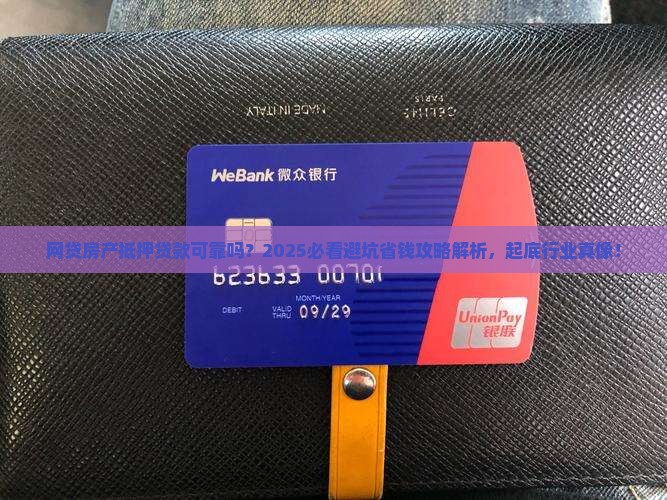 MADE IN ITALY
PARIS
WeBank 微众银行
网贷房产抵押贷款可靠吗?2025必看避坑省钱攻略解析,起底行业真像!
623633 0070
DEBIT
VALID THRU
MONTH/YEAR
09/29
UnionPay
银联